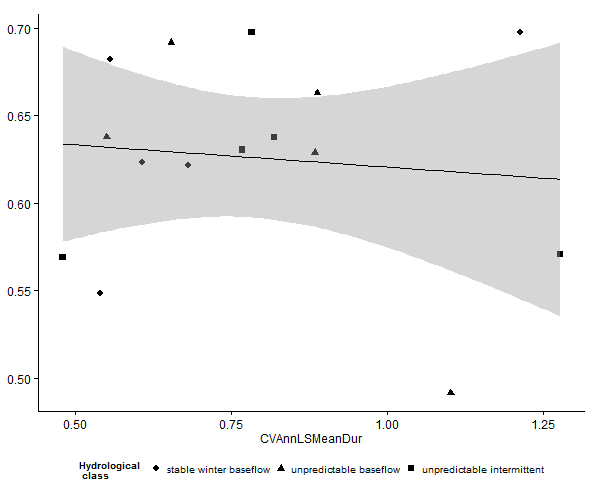 0.70
0.65
0.60
0.55
0.50
0.50 0.75 1.00 1.25
CVAnnLSMeanDur
Hydrological
class
stable winter baseflow unpredictable baseflow unpredictable intermittent